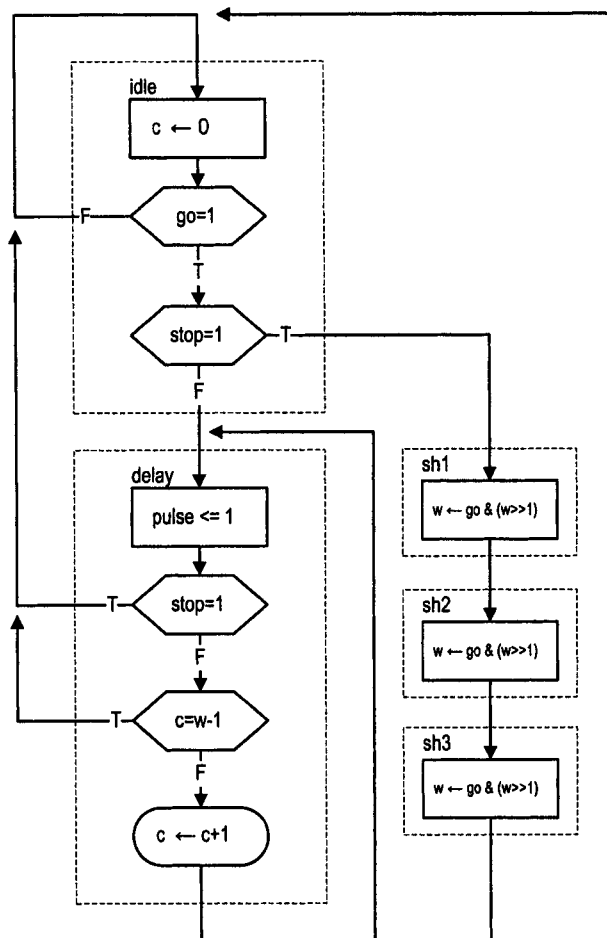 idle
c ← 0
go=1
F
T
stop=1
T
F
delay
pulse <= 1
stop=1
T
F
c=w-1
T
F
c ← c+1
sh1
w ← go & (w>>1)
sh2
w ← go & (w>>1)
sh3
w ← go & (w>>1)